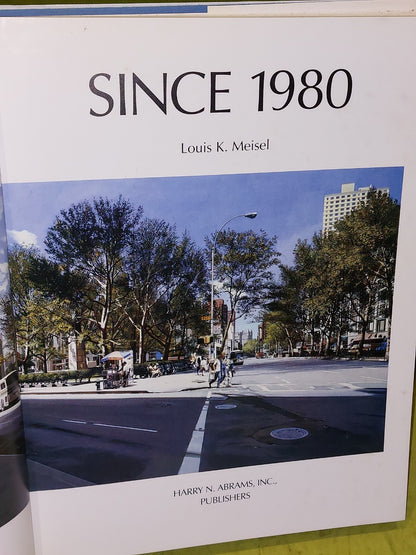 SINCE 1980
Louis K. Meisel
HARRY N. ABRAMS, INC.,
PUBLISHERS